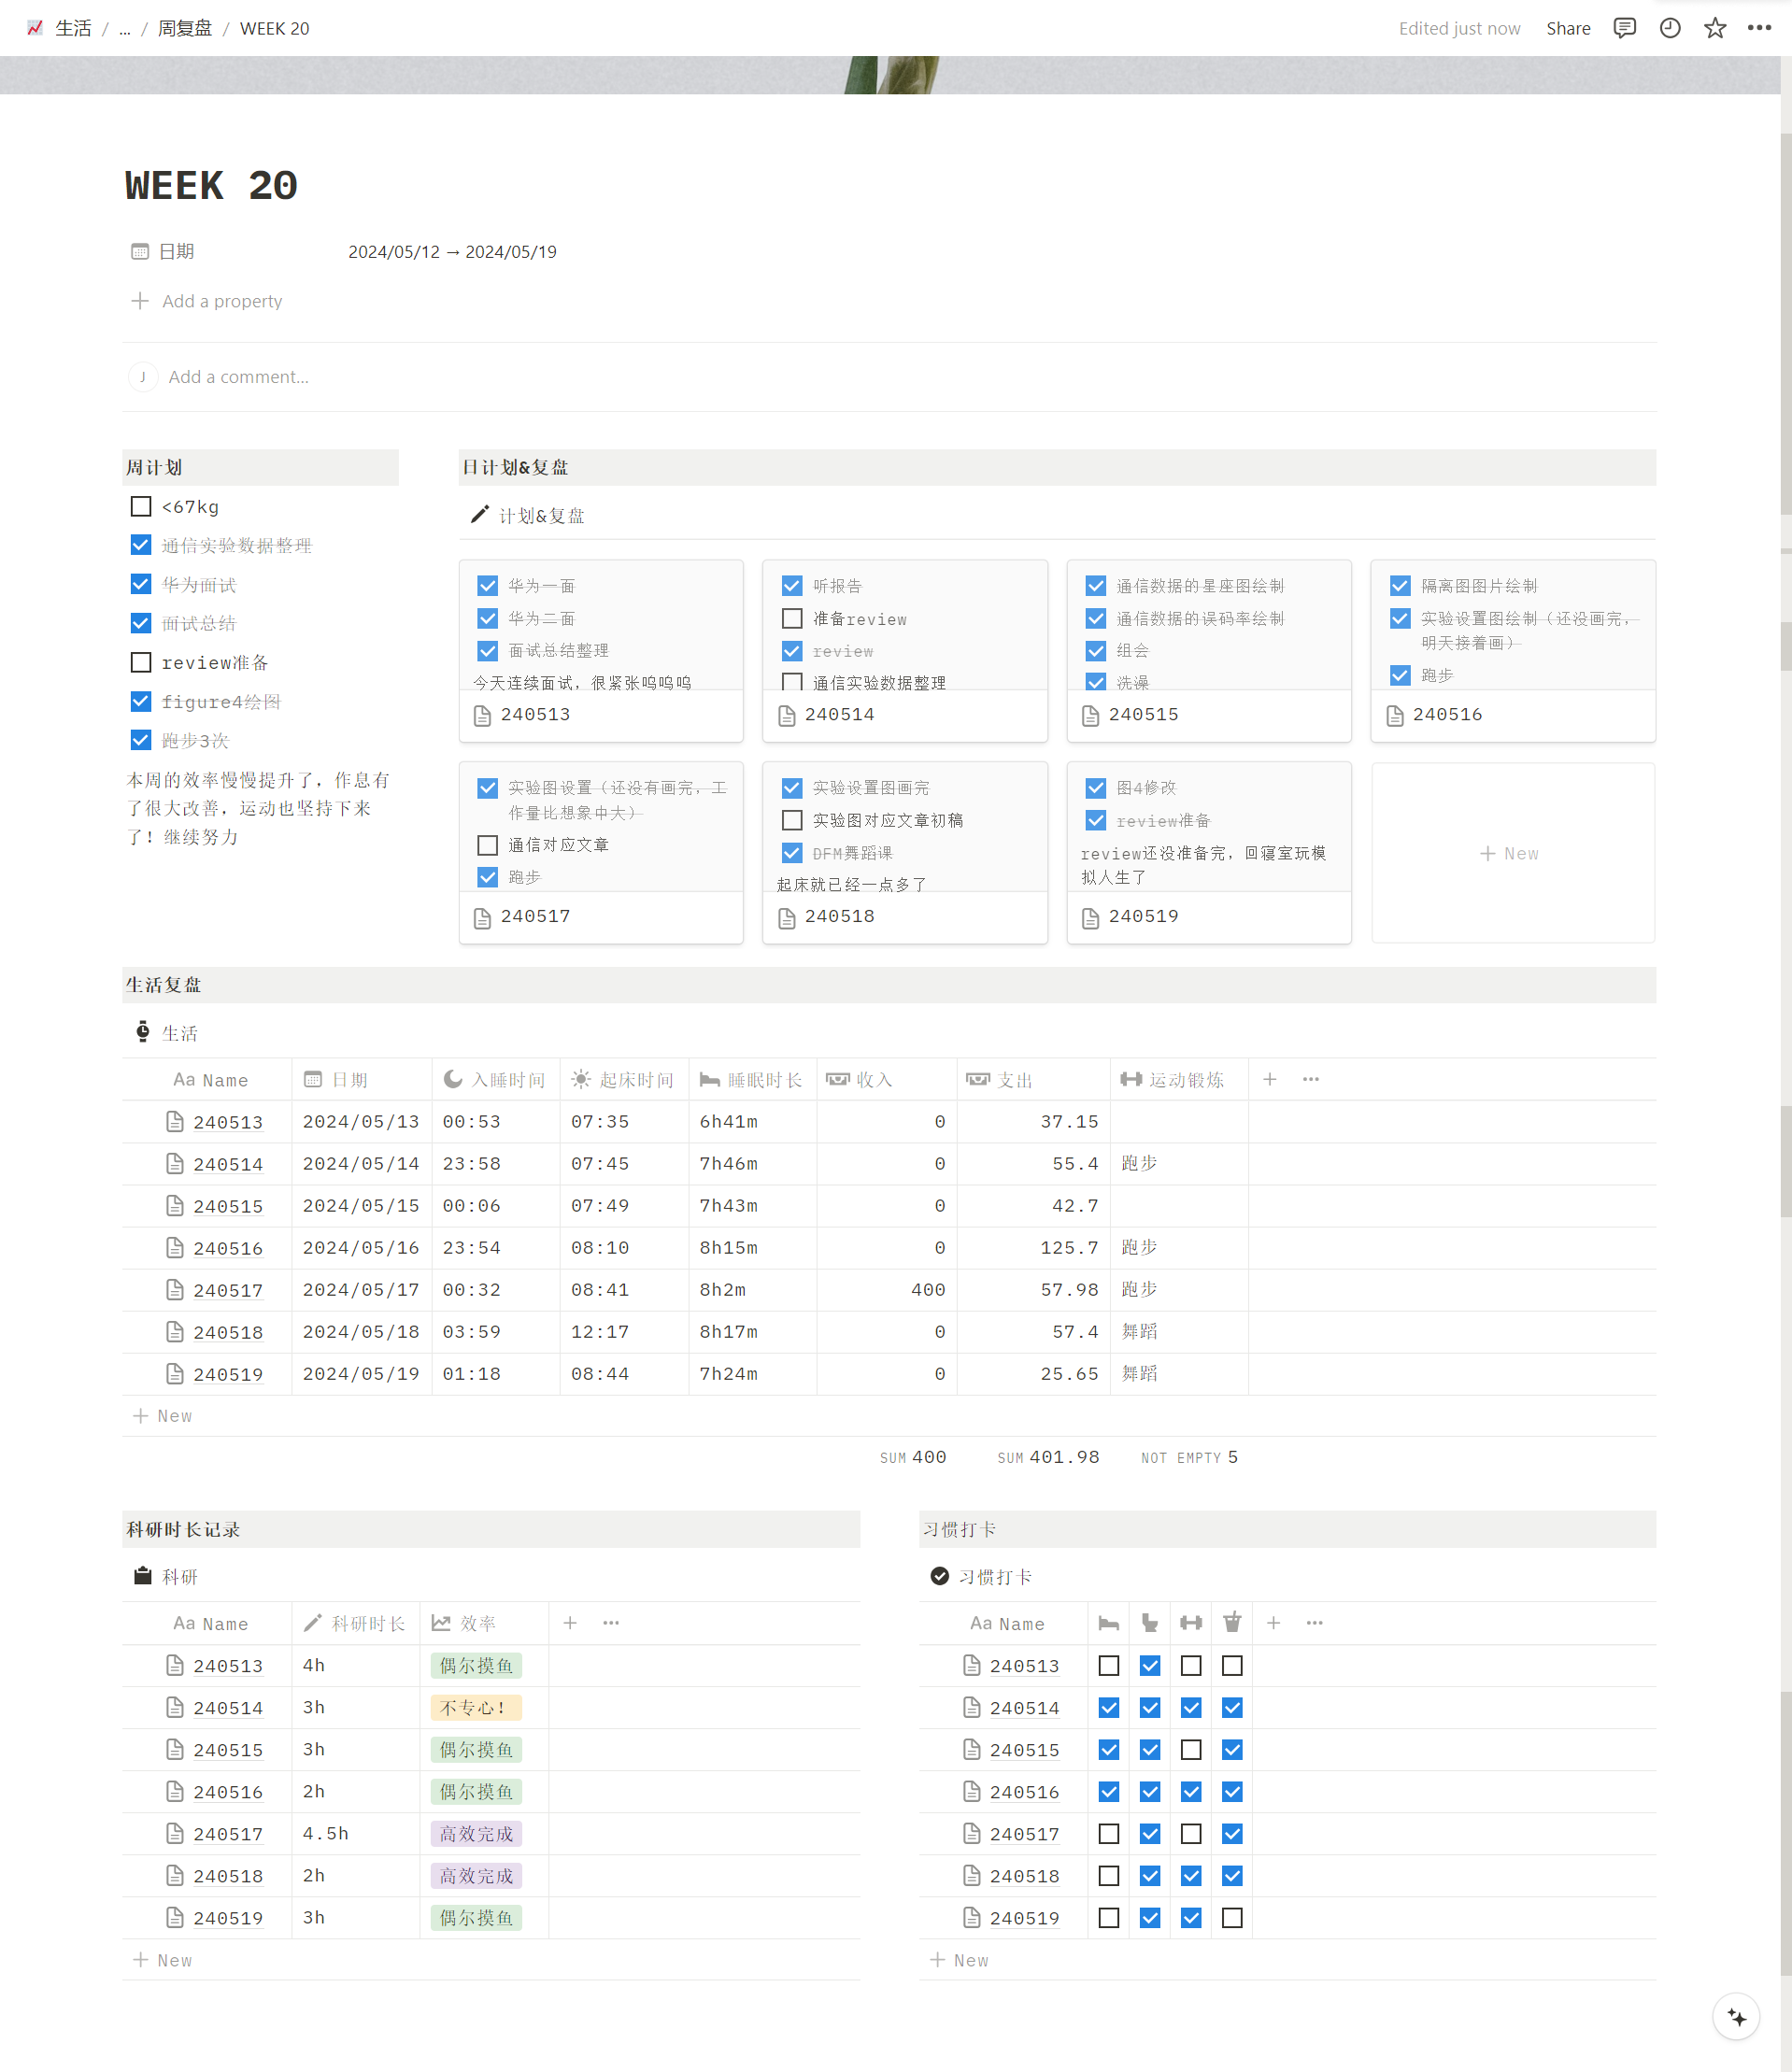 生活 / ... / 周复盘 / WEEK 20
Edited just now Share
WEEK 20
日期 2024/05/12 → 2024/05/19
Add a property
J Add a comment...
周计划
<67kg
通信实验数据整理
华为面试
面试总结
review准备
figure4绘图
跑步3次
本周的效率慢慢提升了，作息有
了很大改善，运动也坚持下来
了！继续努力
日计划&复盘
计划&复盘
华为一面
华为二面
面试总结整理
今天连续面试，很紧张呜呜呜
240513
听报告
准备review
review
通信实验数据整理
240514
通信数据的星座图绘制
通信数据的误码率绘制
组会
洗澡
240515
隔离图图片绘制
实验设置图绘制（还没画完，
明天接着画）
跑步
240516
实验图设置（还没有画完，工
作量比想象中大）
通信对应文章
跑步
240517
实验设置图画完
实验图对应文章初稿
DFM舞蹈课
起床就已经一点多了
240518
图4修改
review准备
review还没准备完，回寝室玩模
拟人生了
240519
New
生活复盘
生活
Aa Name 日期 入睡时间 起床时间 睡眠时长 收入 支出 运动锻炼
240513 2024/05/13 00:53 07:35 6h41m 0 37.15
240514 2024/05/14 23:58 07:45 7h46m 0 55.4 跑步
240515 2024/05/15 00:06 07:49 7h43m 0 42.7
240516 2024/05/16 23:54 08:10 8h15m 0 125.7 跑步
240517 2024/05/17 00:32 08:41 8h2m 400 57.98 跑步
240518 2024/05/18 03:59 12:17 8h17m 0 57.4 舞蹈
240519 2024/05/19 01:18 08:44 7h24m 0 25.65 舞蹈
New
SUM 400 SUM 401.98 NOT EMPTY 5
科研时长记录
科研
Aa Name 科研时长 效率
240513 4h 偶尔摸鱼
240514 3h 不专心！
240515 3h 偶尔摸鱼
240516 2h 偶尔摸鱼
240517 4.5h 高效完成
240518 2h 高效完成
240519 3h 偶尔摸鱼
New
习惯打卡
习惯打卡
Aa Name
240513
240514
240515
240516
240517
240518
240519
New